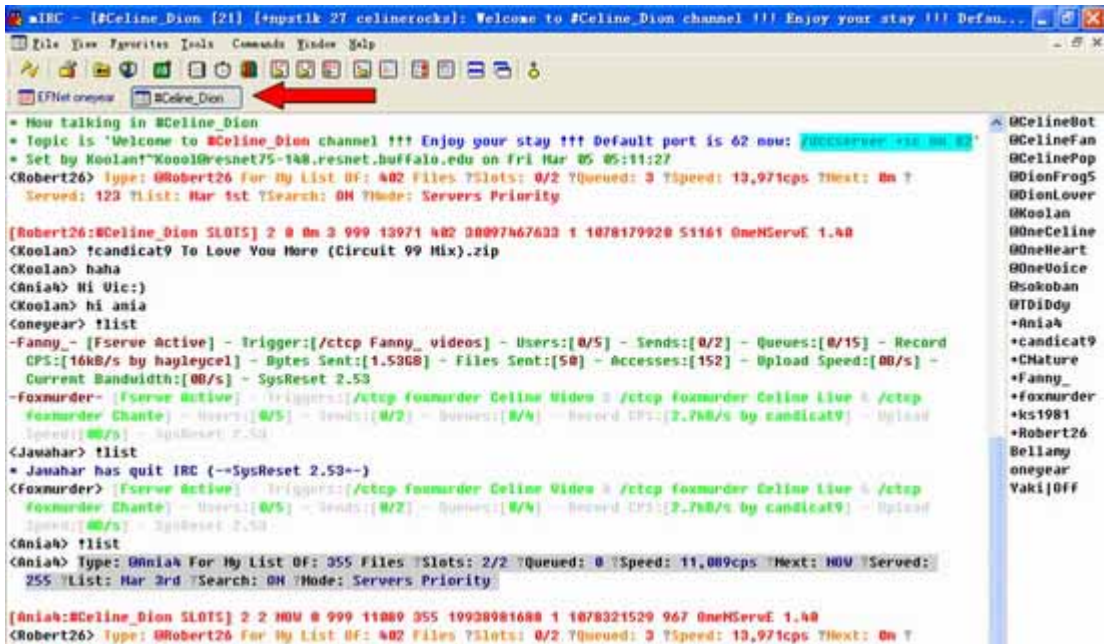 mIRC - [#Celine_Dion [21] [+npstlk 27 celinerocks]: Welcome to #Celine_Dion channel !!! Enjoy your stay !!! Defau...
File View Favorites Tools Commands Window Help
EFNet oneyear #Celine_Dion
* Now talking in #Celine_Dion
* Topic is 'Welcome to #Celine_Dion channel !!! Enjoy your stay !!! Default port is 62 now: /dccserver +sc on 62'
* Set by Koolan!^Koool@resnet75-148.resnet.buffalo.edu on Fri Mar 05 05:11:27
<Robert26> Type: @Robert26 For My List Of: 402 Files ?Slots: 0/2 ?Queued: 3 ?Speed: 13,971cps ?Next: 0m ?
Served: 123 ?List: Mar 1st ?Search: ON ?Mode: Servers Priority
[Robert26:#Celine_Dion SLOTS] 2 0 0m 3 999 13971 402 30097467633 1 1078179920 51161 OmeNServE 1.40
<Koolan> !candicat9 To Love You More (Circuit 99 Mix).zip
<Koolan> haha
<Ania4> Hi Vic:)
<Koolan> hi ania
<oneyear> !list
-Fanny_- [Fserve Active] - Trigger:[/ctcp Fanny_ videos] - Users:[0/5] - Sends:[0/2] - Queues:[0/15] - Record
CPS:[16kB/s by hayleycel] - Bytes Sent:[1.53GB] - Files Sent:[50] - Accesses:[152] - Upload Speed:[0B/s] -
Current Bandwidth:[0B/s] - SysReset 2.53
-foxmurder- [Fserve Active] - Triggers:[/ctcp foxmurder Celine Video & /ctcp foxmurder Celine Live & /ctcp
foxmurder Chante] - Users:[0/5] - Sends:[0/2] - Queues:[0/4] - Record CPS:[2.7kB/s by candicat9] - Upload
Speed:[0B/s] - SysReset 2.53
<Jawahar> !list
* Jawahar has quit IRC (-=SysReset 2.53=-)
<foxmurder> [Fserve Active] - Triggers:[/ctcp foxmurder Celine Video & /ctcp foxmurder Celine Live & /ctcp
foxmurder Chante] - Users:[0/5] - Sends:[0/2] - Queues:[0/4] - Record CPS:[2.7kB/s by candicat9] - Upload
Speed:[0B/s] - SysReset 2.53
<Ania4> !list
<Ania4> Type: @Ania4 For My List Of: 355 Files ?Slots: 2/2 ?Queued: 0 ?Speed: 11,089cps ?Next: NOW ?Served:
255 ?List: Mar 3rd ?Search: ON ?Mode: Servers Priority
[Ania4:#Celine_Dion SLOTS] 2 2 NOW 0 999 11089 355 19938981688 1 1078321529 967 OmeNServE 1.40
<Robert26> Type: @Robert26 For My List Of: 402 Files ?Slots: 0/2 ?Queued: 3 ?Speed: 13,971cps ?Next: 0m ?
@CelineBot
@CelineFan
@CelinePop
@DionFrog5
@DionLover
@Koolan
@OneCeline
@OneHeart
@OneVoice
@sokoban
@TDiDdy
+Ania4
+candicat9
+CNature
+Fanny_
+foxmurder
+ks1981
+Robert26
Bellamy
oneyear
Yaki|Off